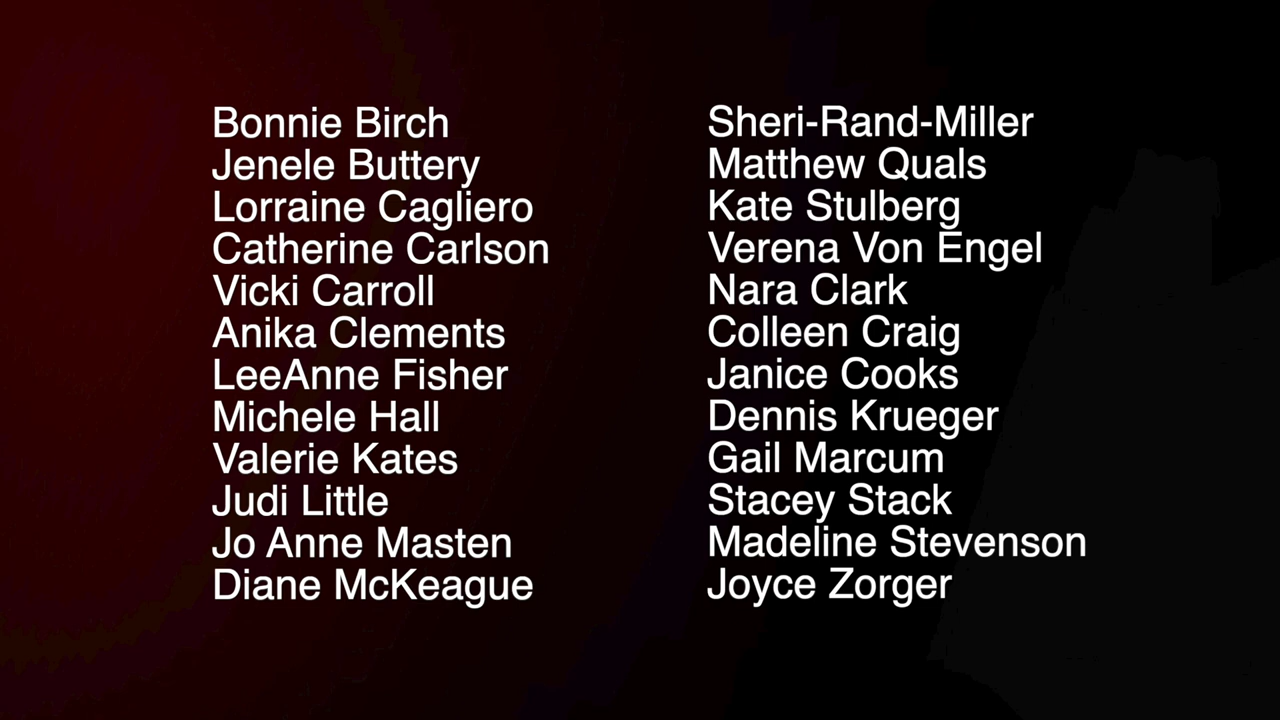 Bonnie Birch
Jenele Buttery
Lorraine Cagliero
Catherine Carlson
Vicki Carroll
Anika Clements
LeeAnne Fisher
Michele Hall
Valerie Kates
Judi Little
Jo Anne Masten
Diane McKeague
Sheri-Rand-Miller
Matthew Quals
Kate Stulberg
Verena Von Engel
Nara Clark
Colleen Craig
Janice Cooks
Dennis Krueger
Gail Marcum
Stacey Stack
Madeline Stevenson
Joyce Zorger